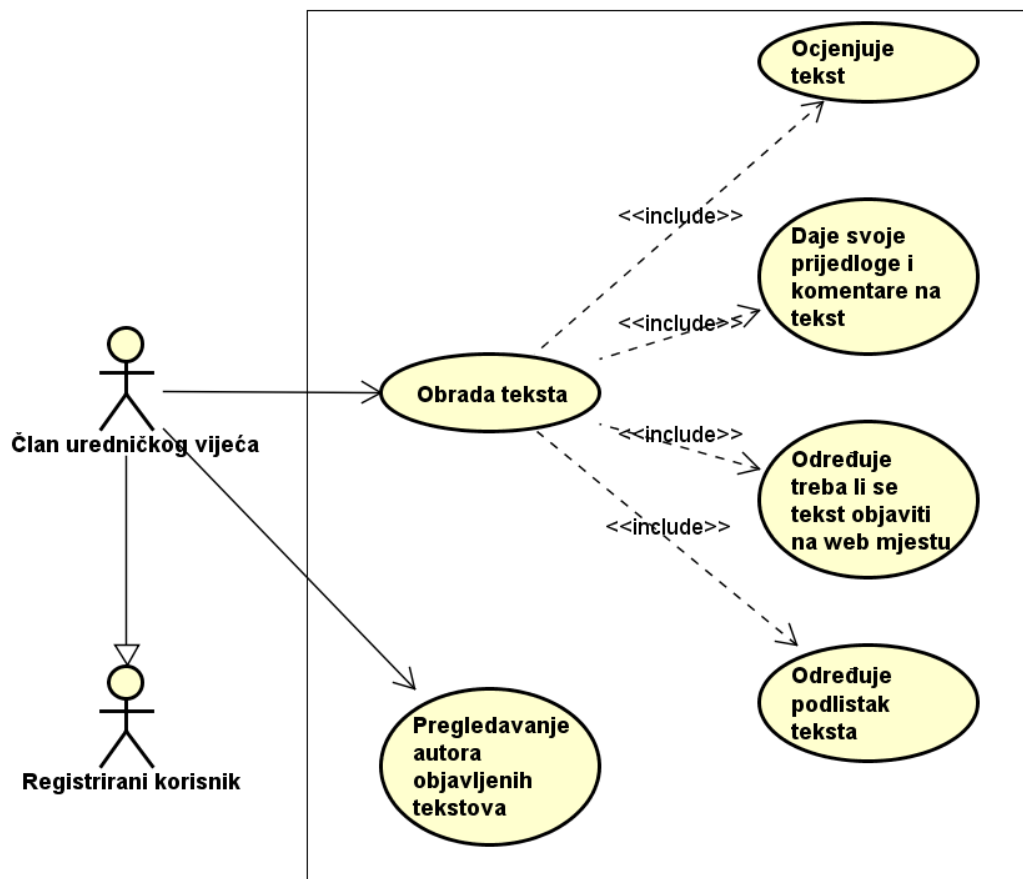 Ocjenjuje
tekst
<<include>>
Daje svoje
prijedloge i
komentare na
tekst
<<include>>
Obrada teksta
Član uredničkog vijeća
<<include>>
Određuje
treba li se
tekst objaviti
na web mjestu
<<include>>
Određuje
podlistak
teksta
Pregledavanje
autora
objavljenih
tekstova
Registrirani korisnik